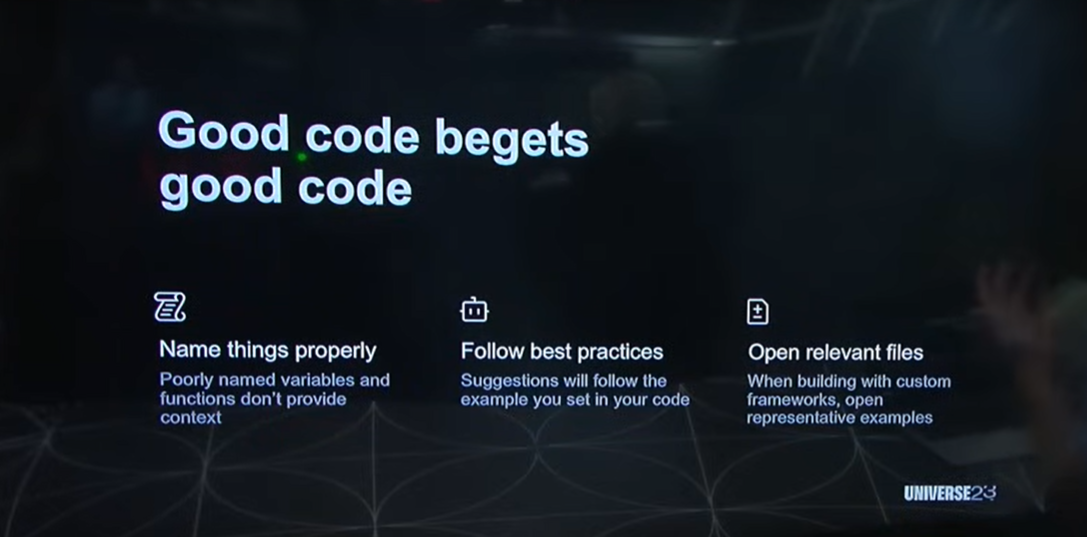 Good code begets
good code
Name things properly
Poorly named variables and
functions don't provide
context
Follow best practices
Suggestions will follow the
example you set in your code
Open relevant files
When building with custom
frameworks, open
representative examples
UNIVERSE23